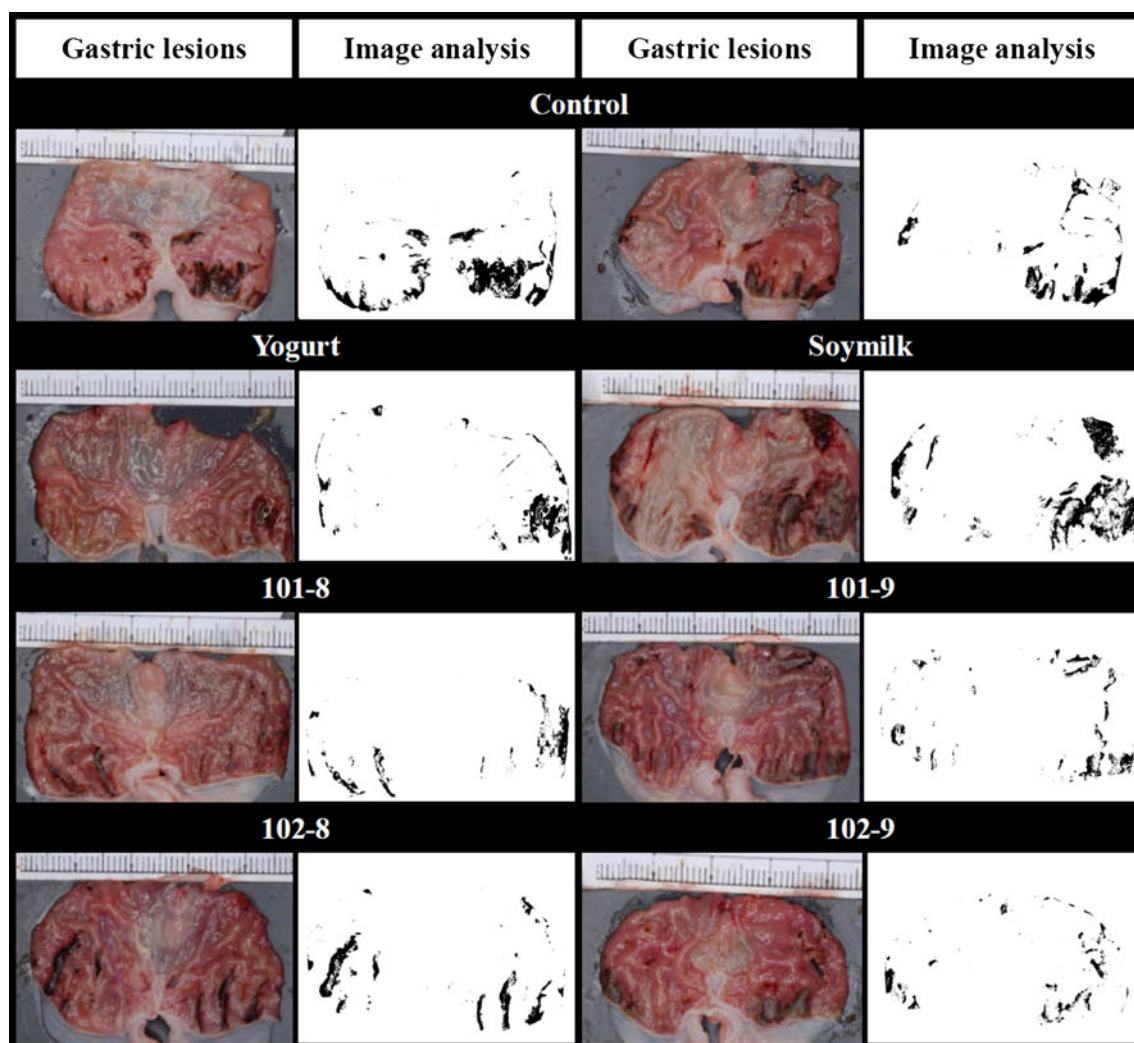 Gastric lesions Image analysis Gastric lesions Image analysis
Control
Yogurt Soymilk
101-8 101-9
102-8 102-9